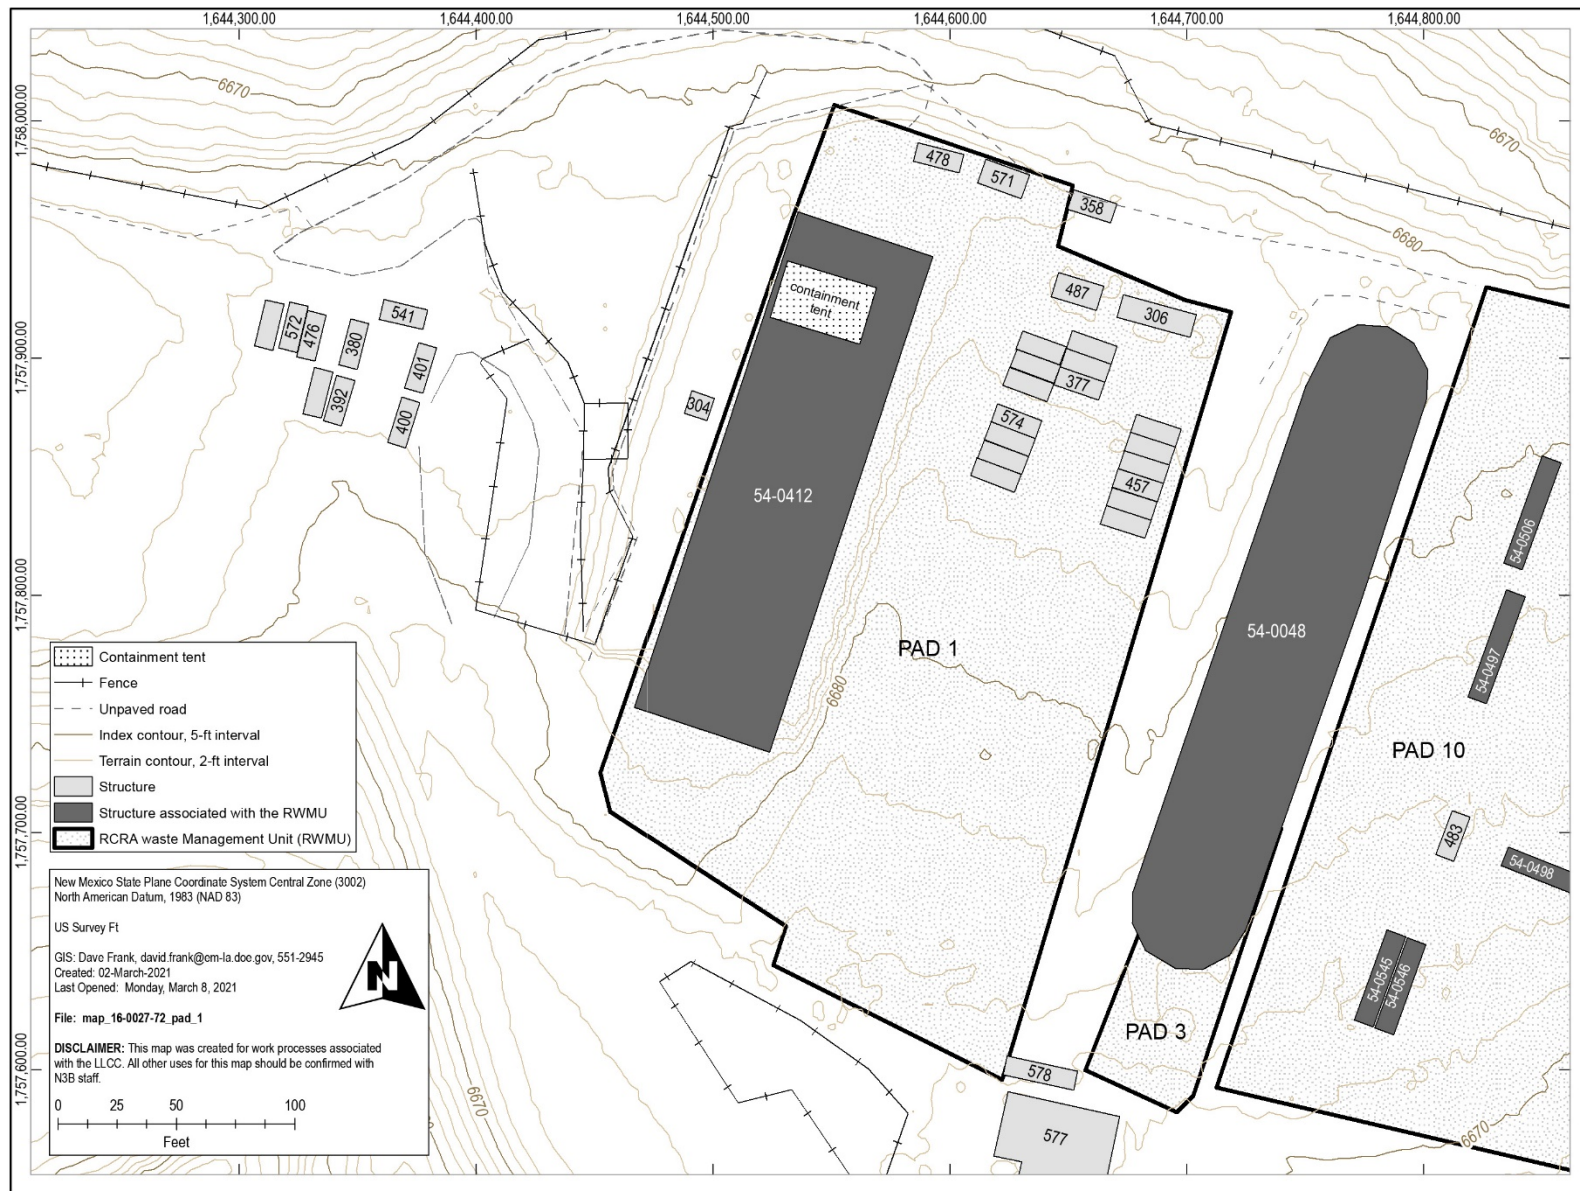 1,644,300.00
1,644,400.00
1,644,500.00
1,644,600.00
1,644,700.00
1,644,800.00
1,758,000.00
1,757,900.00
1,757,800.00
1,757,700.00
1,757,600.00
6670
6670
6680
478
571
358
487
306
containment
tent
572
476
380
541
401
392
400
304
377
574
457
54-0412
54-0048
54-0506
54-0497
PAD 1
6680
PAD 10
483
54-0498
54-0545
54-0546
PAD 3
578
577
6670
6670
Containment tent
Fence
Unpaved road
Index contour, 5-ft interval
Terrain contour, 2-ft interval
Structure
Structure associated with the RWMU
RCRA waste Management Unit (RWMU)
New Mexico State Plane Coordinate System Central Zone (3002)
North American Datum, 1983 (NAD 83)
US Survey Ft
GIS: Dave Frank, david.frank@em-la.doe.gov, 551-2945
Created: 02-March-2021
Last Opened: Monday, March 8, 2021
File: map_16-0027-72_pad_1
DISCLAIMER: This map was created for work processes associated
with the LLCC. All other uses for this map should be confirmed with
N3B staff.
N
0 25 50 100
Feet